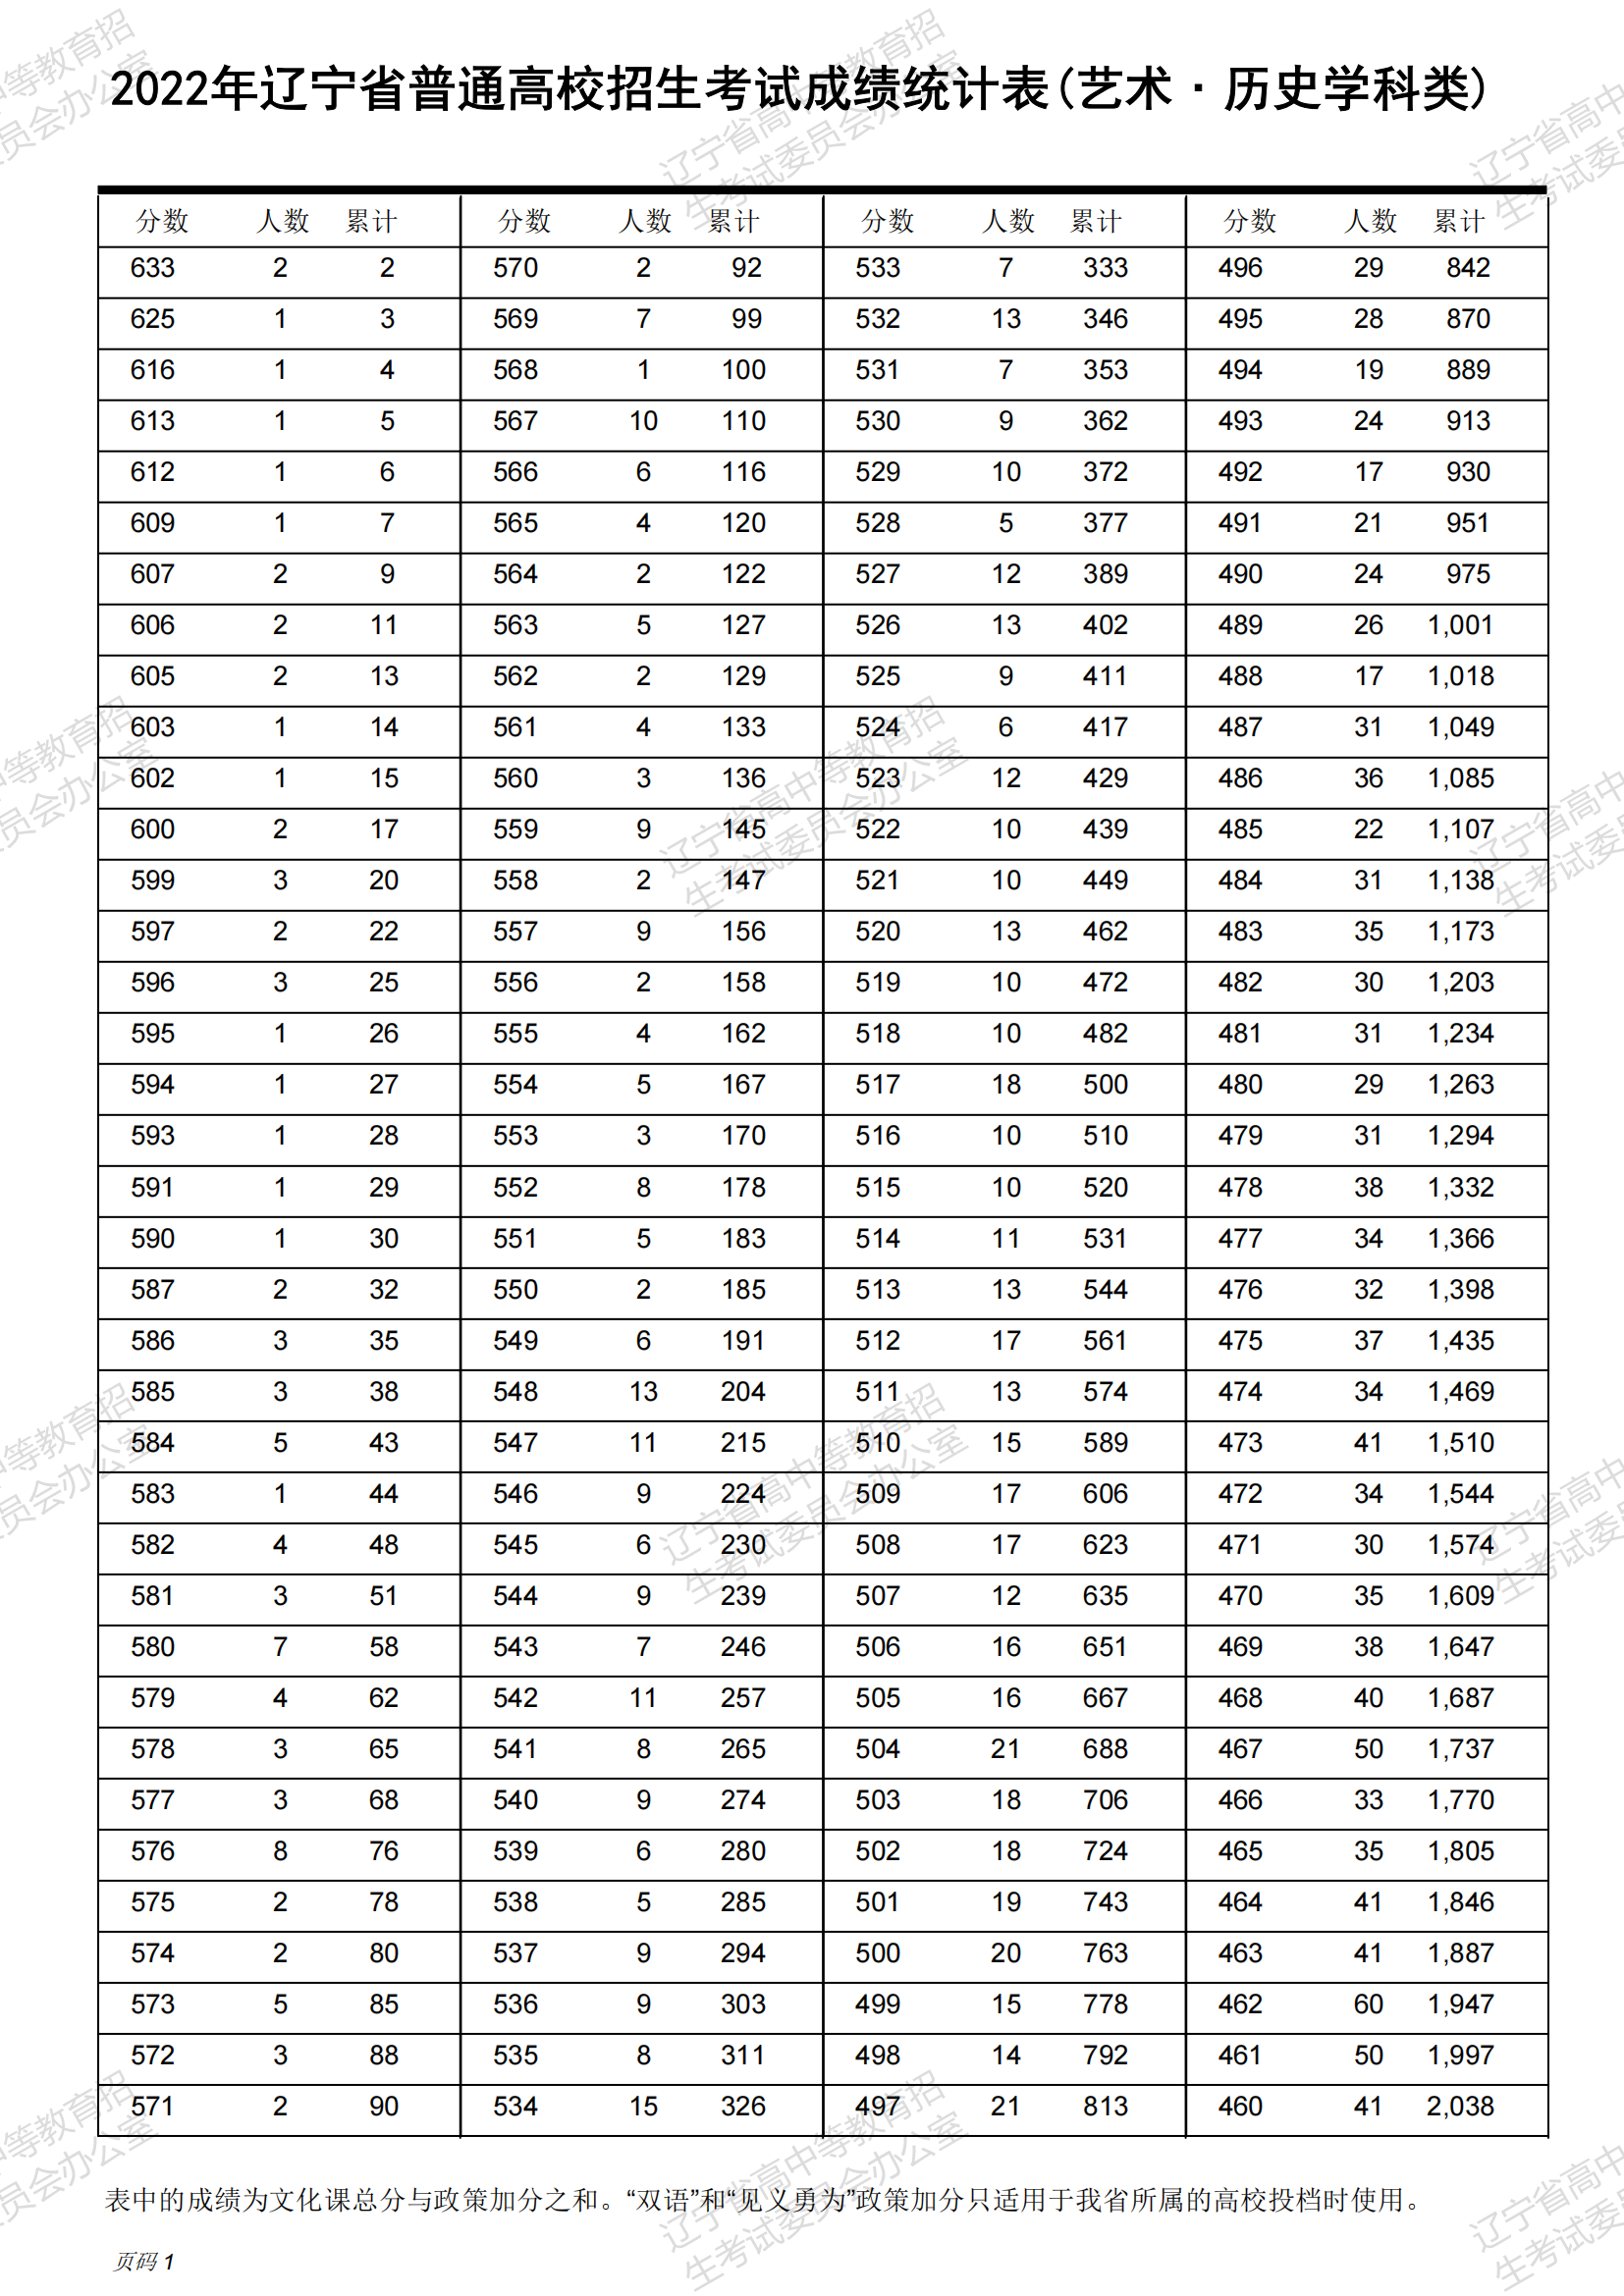 2022年辽宁省普通高校招生考试成绩统计表(艺术·历史学科类)
分数 人数 累计 分数 人数 累计 分数 人数 累计 分数 人数 累计
633 2 2 570 2 92 533 7 333 496 29 842
625 1 3 569 7 99 532 13 346 495 28 870
616 1 4 568 1 100 531 7 353 494 19 889
613 1 5 567 10 110 530 9 362 493 24 913
612 1 6 566 6 116 529 10 372 492 17 930
609 1 7 565 4 120 528 5 377 491 21 951
607 2 9 564 2 122 527 12 389 490 24 975
606 2 11 563 5 127 526 13 402 489 26 1,001
605 2 13 562 2 129 525 9 411 488 17 1,018
603 1 14 561 4 133 524 6 417 487 31 1,049
602 1 15 560 3 136 523 12 429 486 36 1,085
600 2 17 559 9 145 522 10 439 485 22 1,107
599 3 20 558 2 147 521 10 449 484 31 1,138
597 2 22 557 9 156 520 13 462 483 35 1,173
596 3 25 556 2 158 519 10 472 482 30 1,203
595 1 26 555 4 162 518 10 482 481 31 1,234
594 1 27 554 5 167 517 18 500 480 29 1,263
593 1 28 553 3 170 516 10 510 479 31 1,294
591 1 29 552 8 178 515 10 520 478 38 1,332
590 1 30 551 5 183 514 11 531 477 34 1,366
587 2 32 550 2 185 513 13 544 476 32 1,398
586 3 35 549 6 191 512 17 561 475 37 1,435
585 3 38 548 13 204 511 13 574 474 34 1,469
584 5 43 547 11 215 510 15 589 473 41 1,510
583 1 44 546 9 224 509 17 606 472 34 1,544
582 4 48 545 6 230 508 17 623 471 30 1,574
581 3 51 544 9 239 507 12 635 470 35 1,609
580 7 58 543 7 246 506 16 651 469 38 1,647
579 4 62 542 11 257 505 16 667 468 40 1,687
578 3 65 541 8 265 504 21 688 467 50 1,737
577 3 68 540 9 274 503 18 706 466 33 1,770
576 8 76 539 6 280 502 18 724 465 35 1,805
575 2 78 538 5 285 501 19 743 464 41 1,846
574 2 80 537 9 294 500 20 763 463 41 1,887
573 5 85 536 9 303 499 15 778 462 60 1,947
572 3 88 535 8 311 498 14 792 461 50 1,997
571 2 90 534 15 326 497 21 813 460 41 2,038
表中的成绩为文化课总分与政策加分之和。“双语”和“见义勇为”政策加分只适用于我省所属的高校投档时使用。
页码 1
辽宁省高中等教育招
生考试委员会办公室